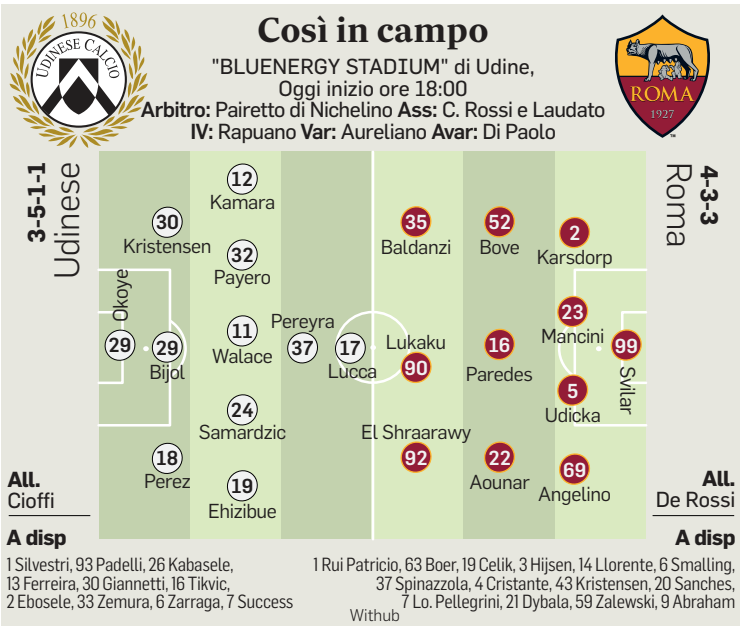 1896
UDINESE CALCIO
Così in campo
"BLUENERGY STADIUM" di Udine,
Oggi inizio ore 18:00
Arbitro: Pairetto di Nichelino Ass: C. Rossi e Laudato
IV: Rapuano Var: Aureliano Avar: Di Paolo
ROMA
1927
3-5-1-1
Udinese
4-3-3
Roma
29
Okoye
30
Kristensen
29
Bijol
18
Perez
12
Kamara
32
Payero
11
Walace
24
Samardzic
19
Ehizibue
Pereyra
37
17
Lucca
35
Baldanzi
Lukaku
90
El Shraarawy
92
52
Bove
16
Paredes
22
Aounar
2
Karsdorp
23
Mancini
5
Udicka
69
Angelino
99
Svilar
All.
Cioffi
A disp
1 Silvestri, 93 Padelli, 26 Kabasele,
13 Ferreira, 30 Giannetti, 16 Tikvic,
2 Ebosele, 33 Zemura, 6 Zarraga, 7 Success
All.
De Rossi
A disp
1 Rui Patricio, 63 Boer, 19 Celik, 3 Hijsen, 14 Llorente, 6 Smalling,
37 Spinazzola, 4 Cristante, 43 Kristensen, 20 Sanches,
7 Lo. Pellegrini, 21 Dybala, 59 Zalewski, 9 Abraham
Withub